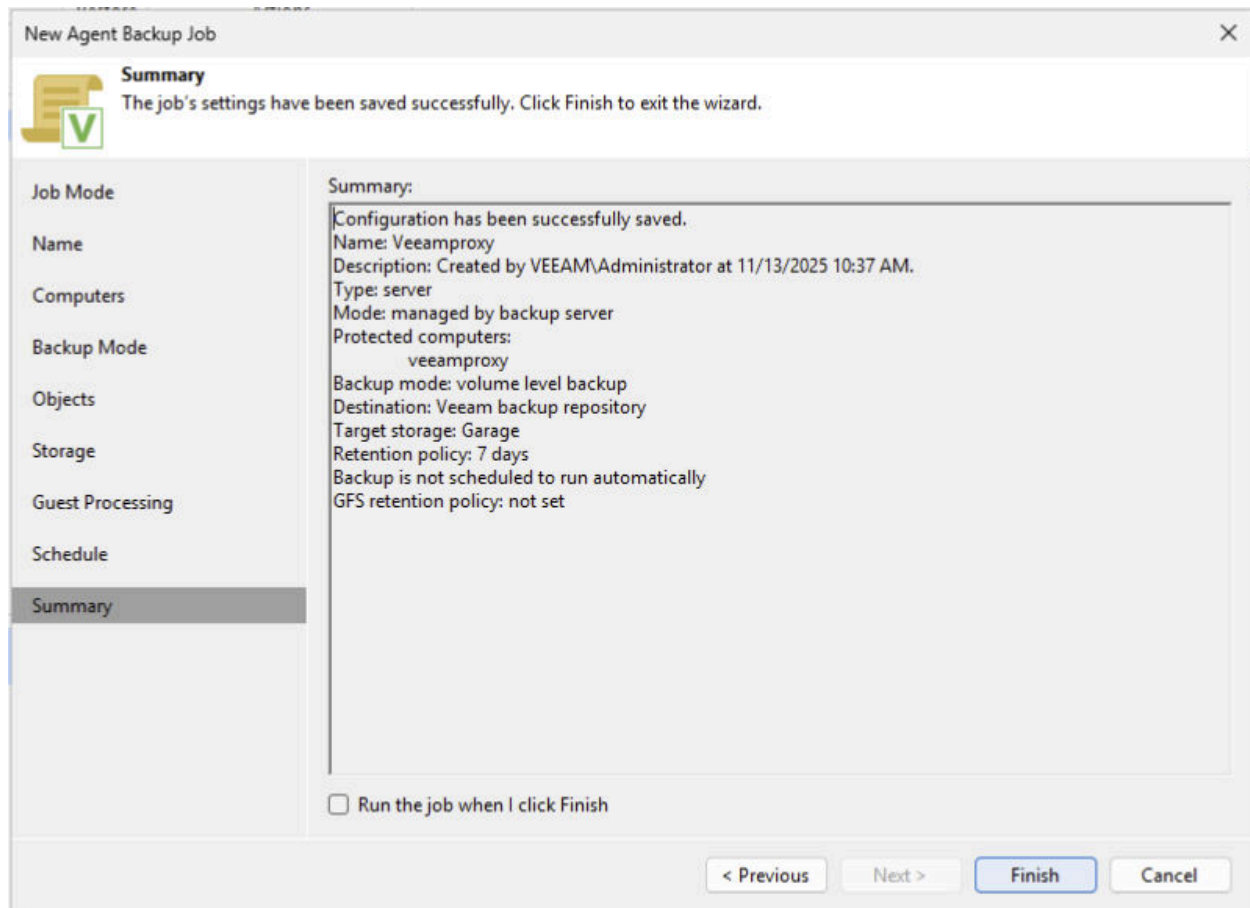 New Agent Backup Job
Summary
The job's settings have been saved successfully. Click Finish to exit the wizard.
V
Job Mode
Name
Computers
Backup Mode
Objects
Storage
Guest Processing
Schedule
Summary
Summary:
Configuration has been successfully saved.
Name: Veeamproxy
Description: Created by VEEAM\Administrator at 11/13/2025 10:37 AM.
Type: server
Mode: managed by backup server
Protected computers:
veeamproxy
Backup mode: volume level backup
Destination: Veeam backup repository
Target storage: Garage
Retention policy: 7 days
Backup is not scheduled to run automatically
GFS retention policy: not set
Run the job when I click Finish
< Previous
Next >
Finish
Cancel